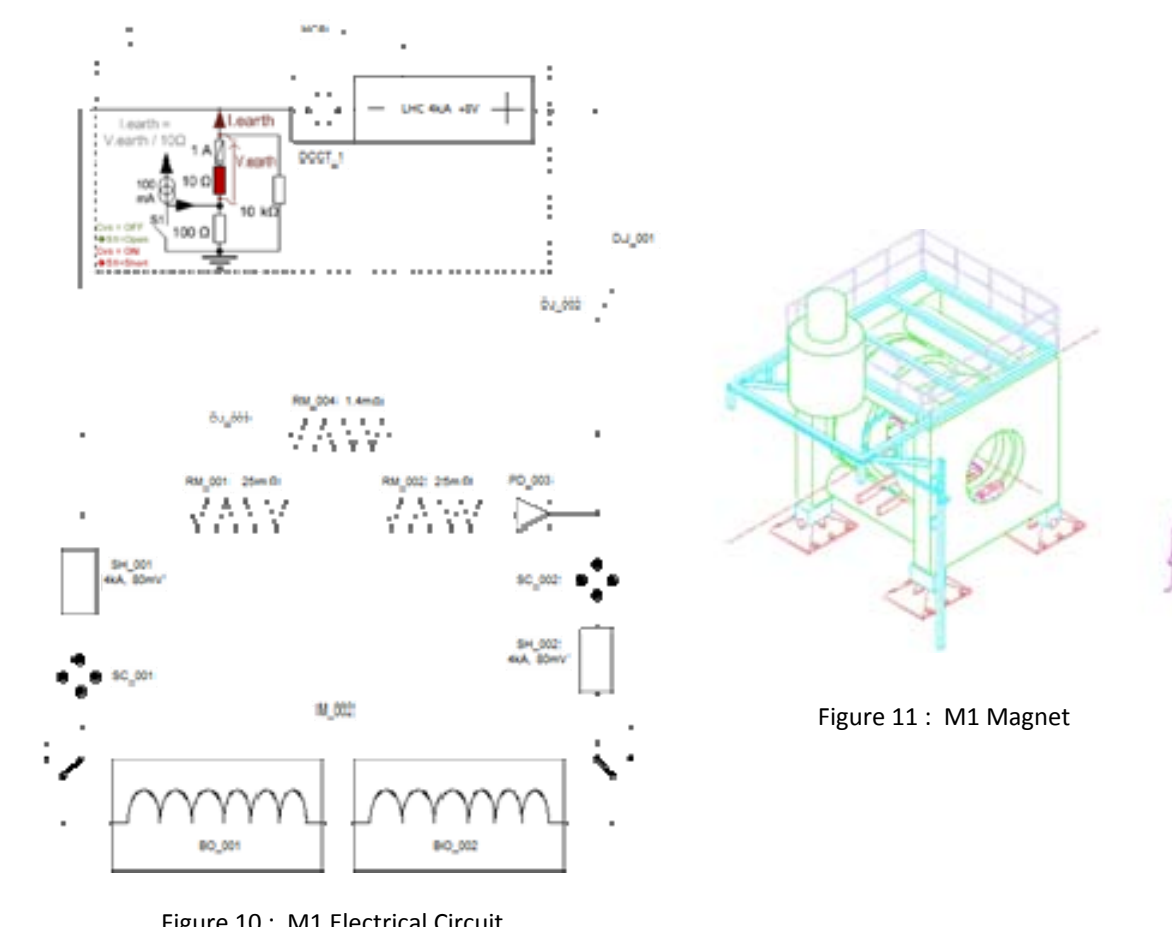 LHC 4kA +8V
I.earth =
V.earth / 10Ω
I.earth
1 A
V.earth
DCCT_1
100
mA
10 Ω
10 kΩ
S1
100 Ω
DJ_001
DJ_002
RM_004
1.4mΩ
RM_001
25mΩ
RM_002
25mΩ
PD_003
SH_001
4kA, 80mV
SC_002
SH_002
4kA, 80mV
SC_001
IM_002
BO_001
BO_002
Figure 11 : M1 Magnet
Figure 10 : M1 Electrical Circuit